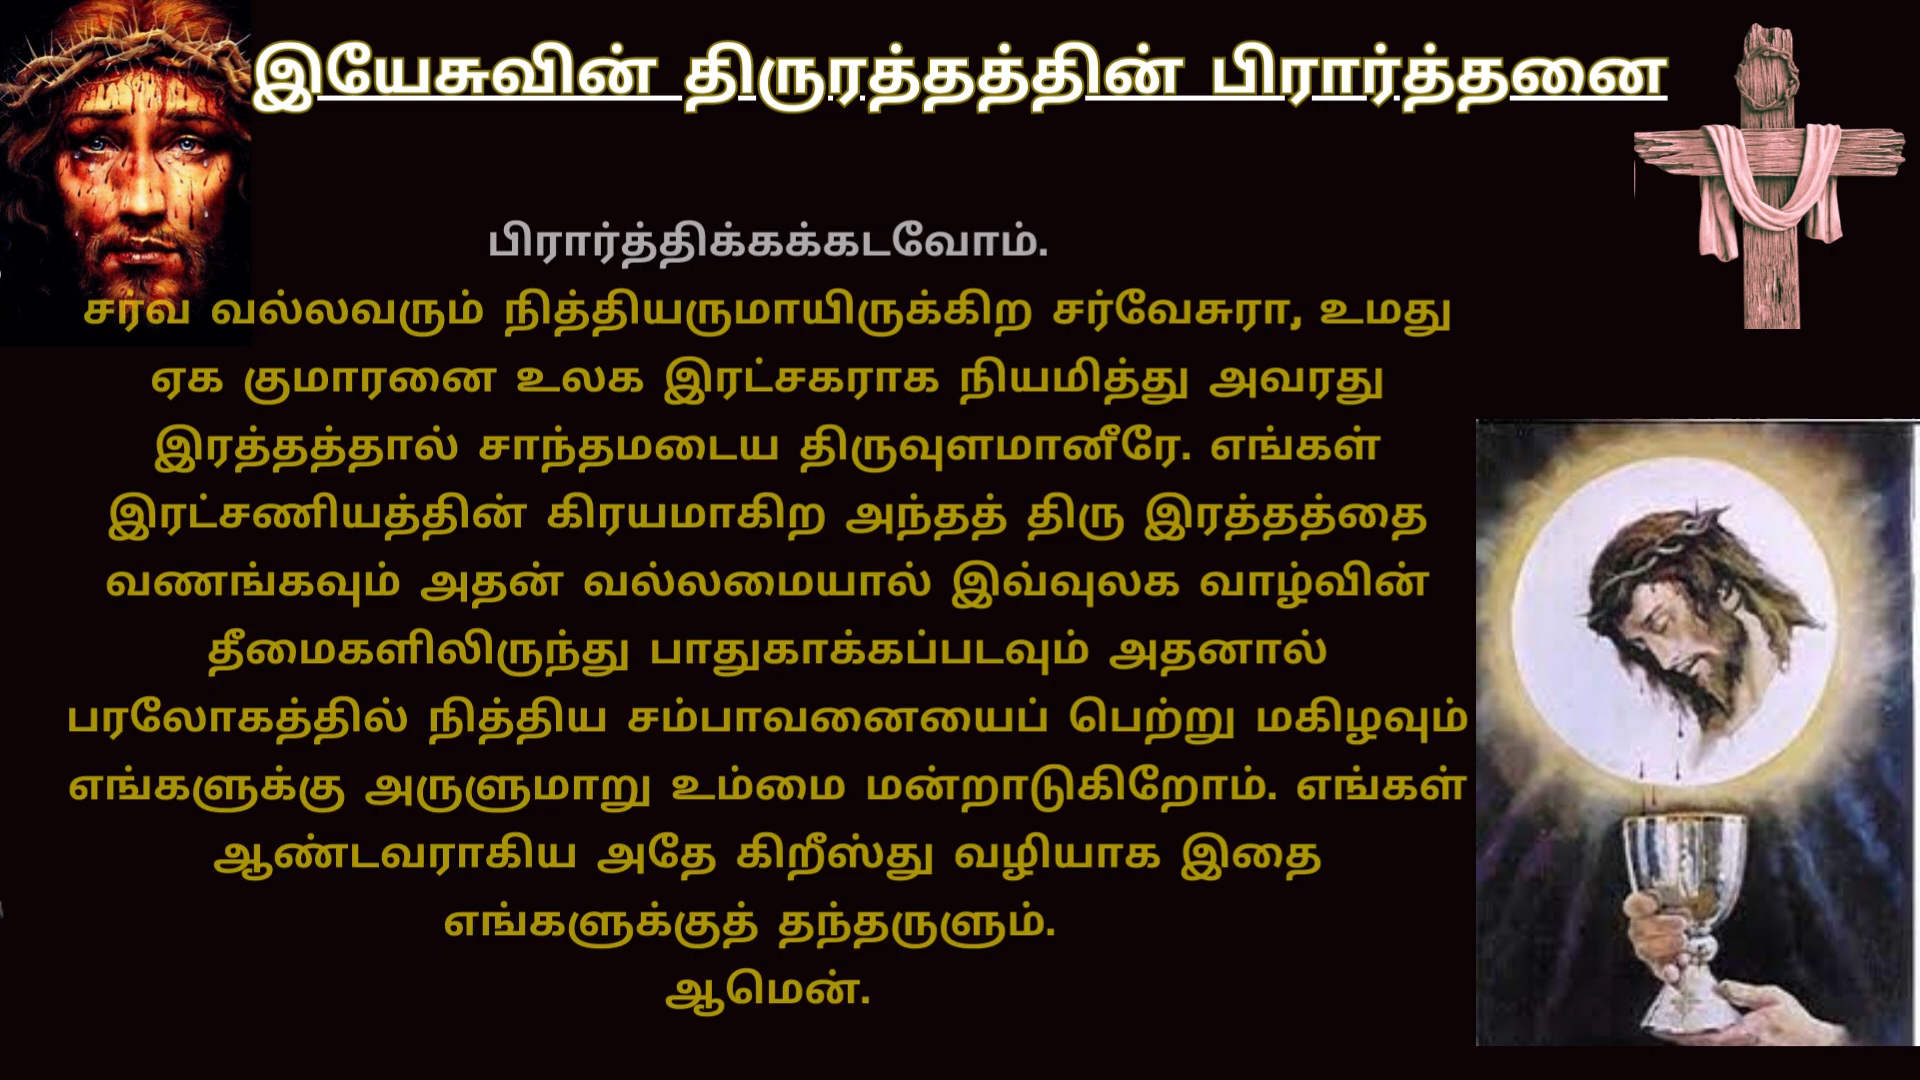 இயேசுவின் திருரத்தத்தின் பிரார்த்தனை
பிரார்த்திக்கக்கடவோம்.
சர்வ வல்லவரும் நித்தியருமாயிருக்கிற சர்வேசுரா, உமது
ஏக குமாரனை உலக இரட்சகராக நியமித்து அவரது
இரத்தத்தால் சாந்தமடைய திருவுளமானீரே. எங்கள்
இரட்சணியத்தின் கிரயமாகிற அந்தத் திரு இரத்தத்தை
வணங்கவும் அதன் வல்லமையால் இவ்வுலக வாழ்வின்
தீமைகளிலிருந்து பாதுகாக்கப்படவும் அதனால்
பரலோகத்தில் நித்திய சம்பாவனையைப் பெற்று மகிழவும்
எங்களுக்கு அருளுமாறு உம்மை மன்றாடுகிறோம். எங்கள்
ஆண்டவராகிய அதே கிறீஸ்து வழியாக இதை
எங்களுக்குத் தந்தருளும்.
ஆமென்.